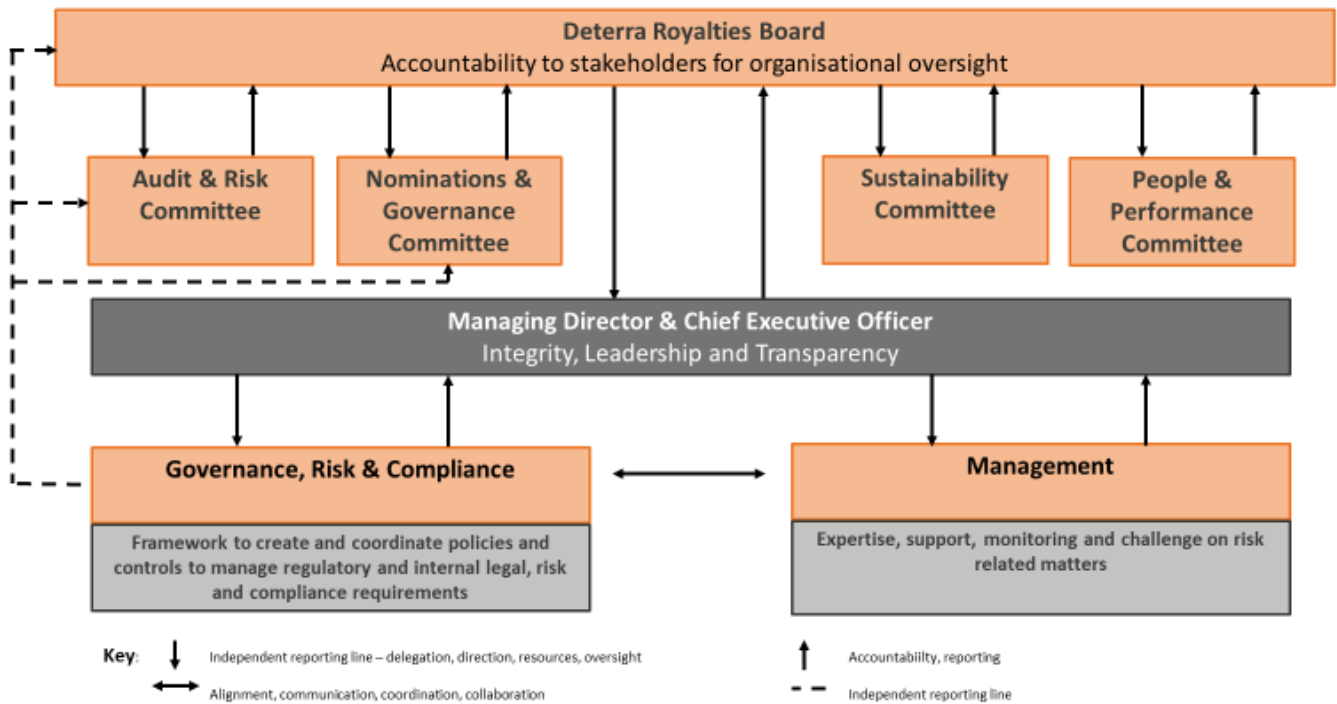 Deterra Royalties Board
Accountability to stakeholders for organisational oversight
Audit & Risk
Committee
Nominations &
Governance
Committee
Sustainability
Committee
People &
Performance
Committee
Managing Director & Chief Executive Officer
Integrity, Leadership and Transparency
Governance, Risk & Compliance
Framework to create and coordinate policies and
controls to manage regulatory and internal legal, risk
and compliance requirements
Management
Expertise, support, monitoring and challenge on risk
related matters
Key:
Independent reporting line – delegation, direction, resources, oversight
Accountability, reporting
Alignment, communication, coordination, collaboration
Independent reporting line